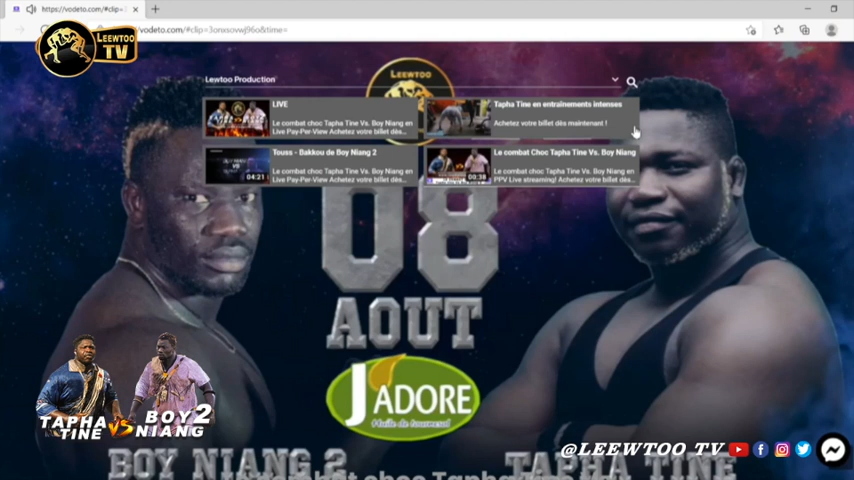 https://vodeto.com/#clip=3
vodeto.com/#clip=3onxsovwj96o&time=
LEEWTOO
TV
Lewtoo Production
LEEWTOO
LIVE
Le combat choc Tapha Tine Vs. Boy Niang en
Live Pay-Per-View Achetez votre billet dès...
Tapha Tine en entraînements intenses
Achetez votre billet dès maintenant !
Touss - Bakkou de Boy Niang 2
Le combat choc Tapha Tine Vs. Boy Niang en
Live Pay-Per-View Achetez votre billet dès...
04:21
Le combat Choc Tapha Tine Vs. Boy Niang
Le combat choc Tapha Tine Vs. Boy Niang en
PPV Live streaming! Achetez votre billet dès...
00:38
08
AOUT
J'ADORE
Huile de tournesol
TAPHA TINE VS BOY NIANG 2
@LEEWTOO TV
BOY NIANG 2
TAPHA TINE